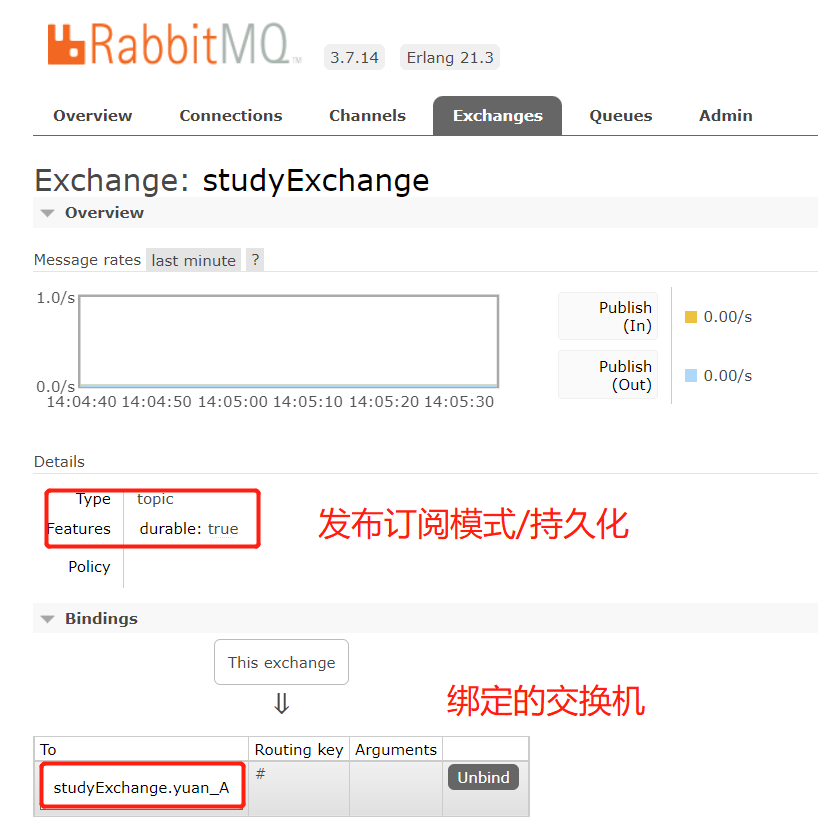 RabbitMQ TM 3.7.14 Erlang 21.3
Overview Connections Channels Exchanges Queues Admin
Exchange: studyExchange
Overview
Message rates last minute ?
1.0/s
0.0/s
14:04:40 14:04:50 14:05:00 14:05:10 14:05:20 14:05:30
Publish (In) 0.00/s
Publish (Out) 0.00/s
Details
Type topic
Features durable: true
发布订阅模式/持久化
Policy
Bindings
This exchange
⇓
绑定的交换机
To Routing key Arguments
studyExchange.yuan_A # Unbind